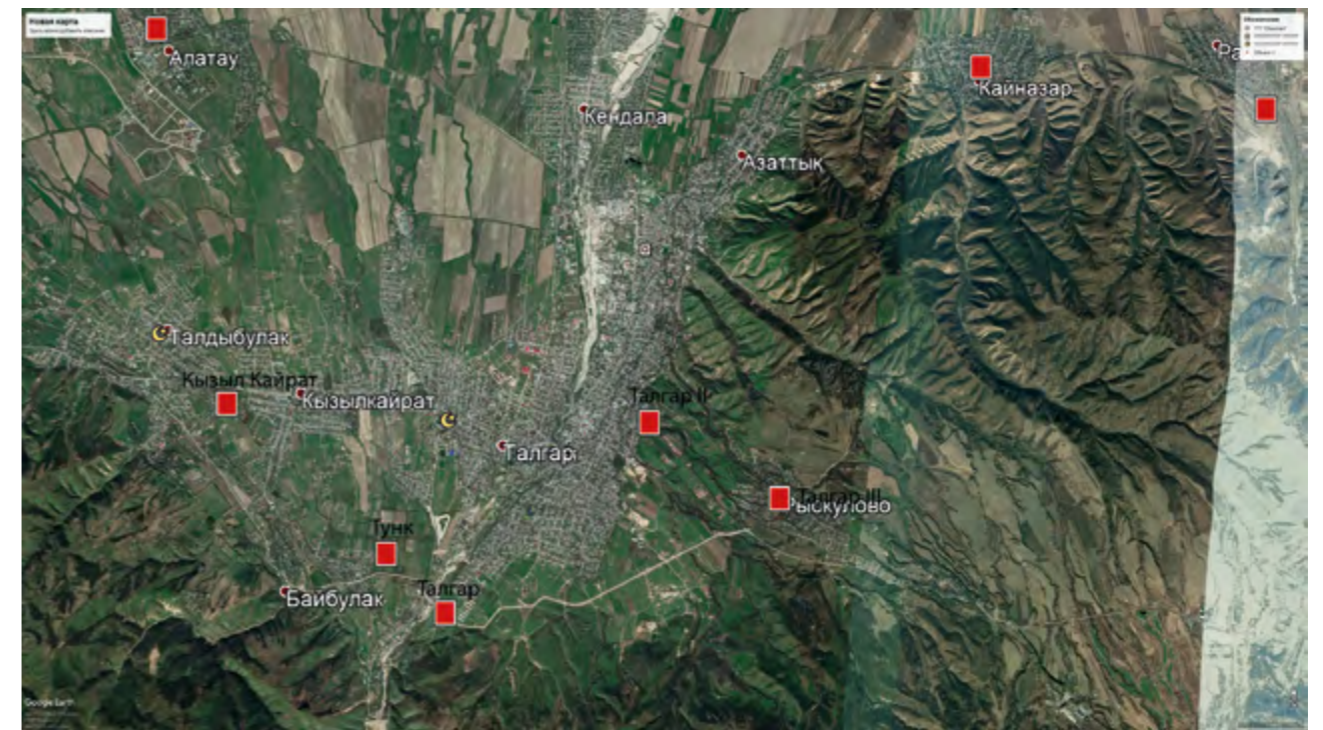 Новая карта
Алатау
Кайназар
Кендала
Азаттық
Талдыбулак
Кызыл Кайрат
Кызылкайрат
Талгар II
Талгар
Талгар III
Рыскулово
Тунк
Талгар
Байбулак
Google Earth